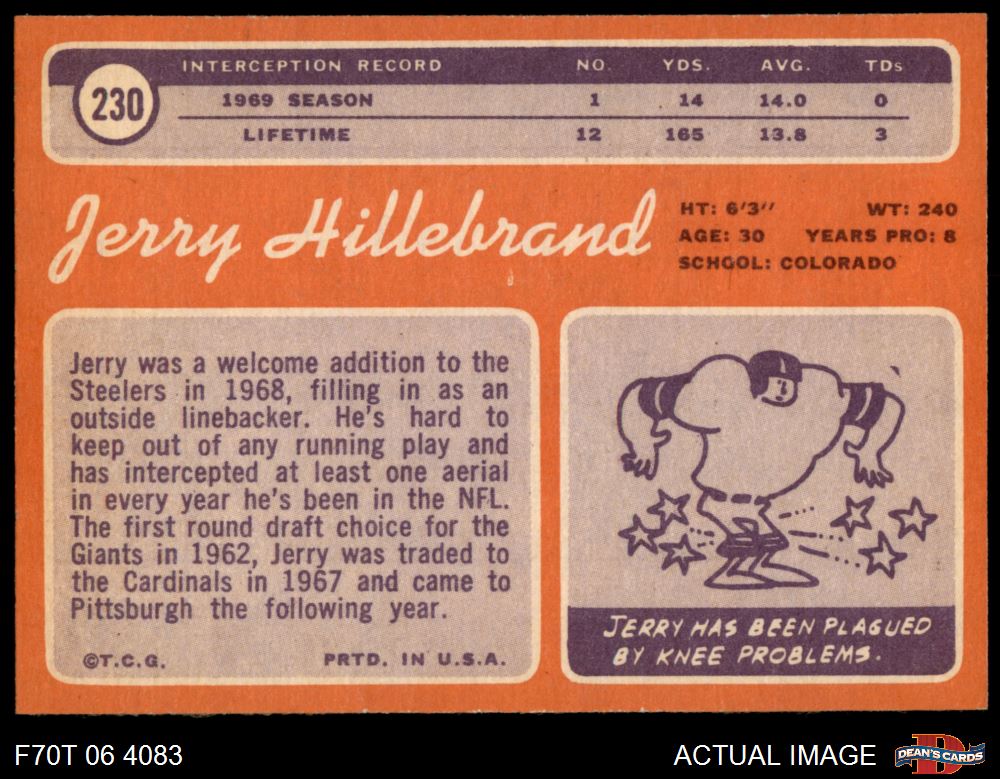 INTERCEPTION RECORD NO. YDS. AVG. TDs
230
1969 SEASON 1 14 14.0 0
LIFETIME 12 165 13.8 3
Jerry Hillebrand
HT: 6'3" WT: 240
AGE: 30 YEARS PRO: 8
SCHOOL: COLORADO
Jerry was a welcome addition to the
Steelers in 1968, filling in as an
outside linebacker. He's hard to
keep out of any running play and
has intercepted at least one aerial
in every year he's been in the NFL.
The first round draft choice for the
Giants in 1962, Jerry was traded to
the Cardinals in 1967 and came to
Pittsburgh the following year.
©T.C.G. PRTD. IN U.S.A.
JERRY HAS BEEN PLAGUED
BY KNEE PROBLEMS.
F70T 06 4083
ACTUAL IMAGE
D
DEAN'S CARDS